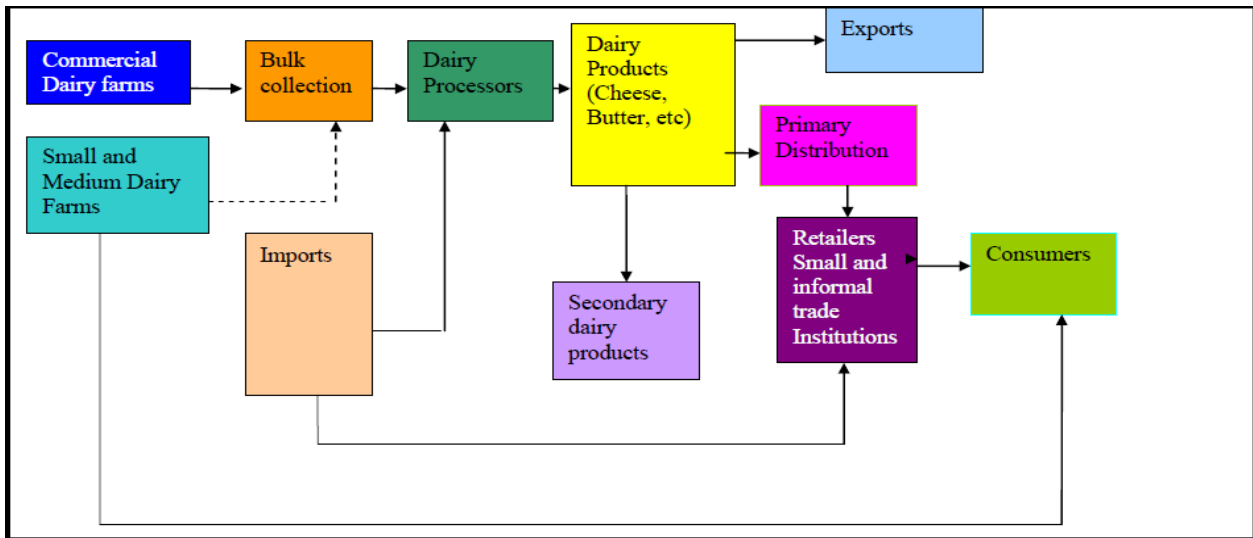 Commercial
Dairy farms
Bulk
collection
Dairy
Processors
Dairy
Products
(Cheese,
Butter, etc)
Exports
Small and
Medium Dairy
Farms
Primary
Distribution
Imports
Retailers
Small and
informal
trade
Institutions
Consumers
Secondary
dairy
products